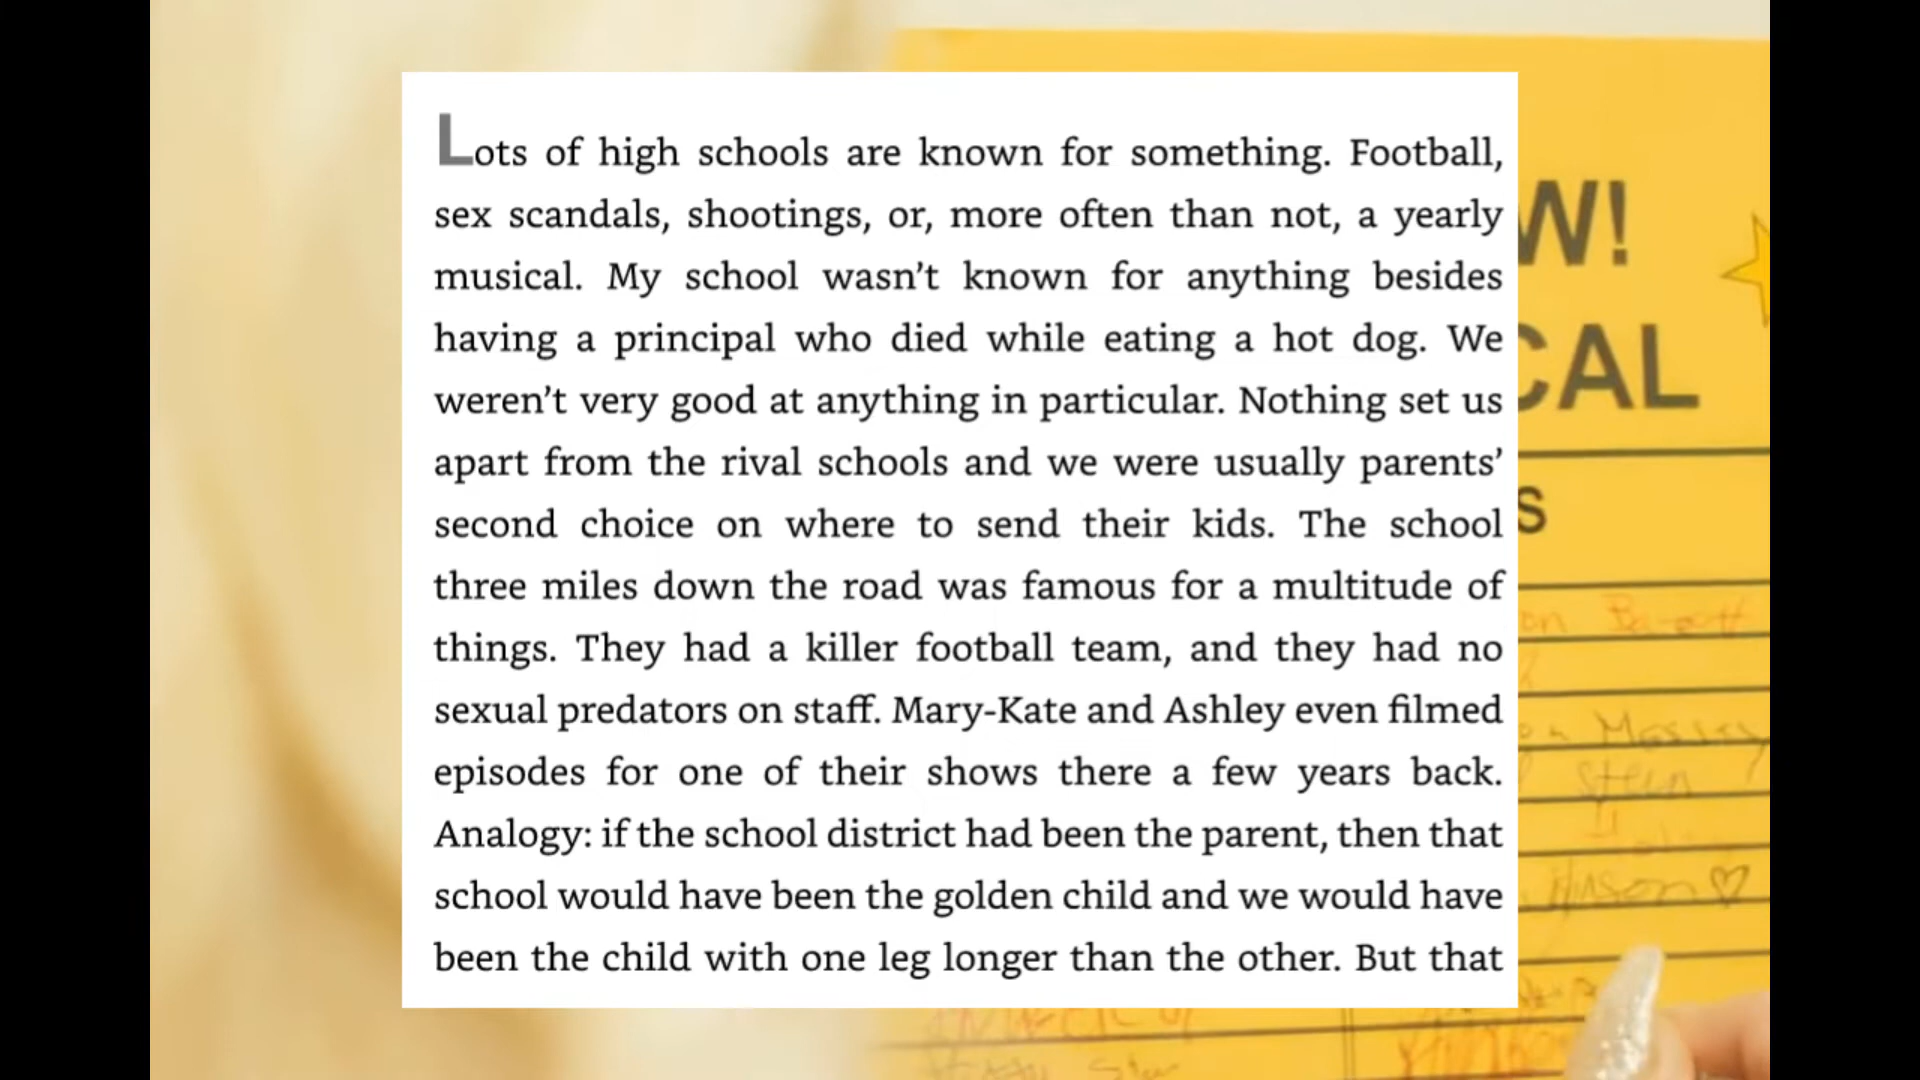 Lots of high schools are known for something. Football,
sex scandals, shootings, or, more often than not, a yearly
musical. My school wasn’t known for anything besides
having a principal who died while eating a hot dog. We
weren’t very good at anything in particular. Nothing set us
apart from the rival schools and we were usually parents’
second choice on where to send their kids. The school
three miles down the road was famous for a multitude of
things. They had a killer football team, and they had no
sexual predators on staff. Mary-Kate and Ashley even filmed
episodes for one of their shows there a few years back.
Analogy: if the school district had been the parent, then that
school would have been the golden child and we would have
been the child with one leg longer than the other. But that
W!
CAL
S